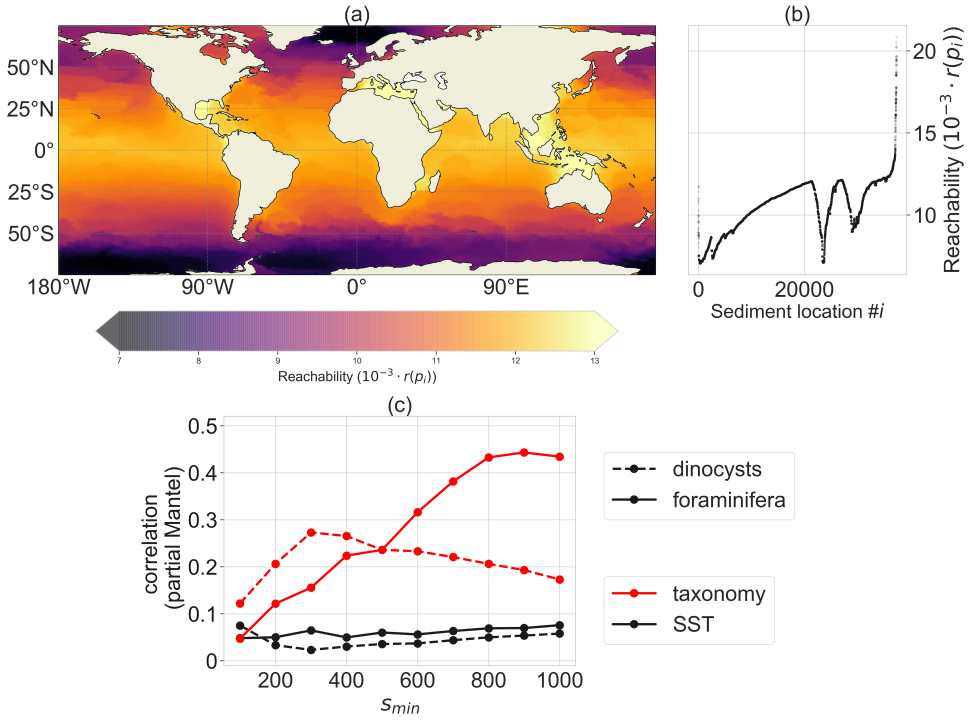 (a)
50°N
25°N
0°
25°S
50°S
180°W
90°W
0°
90°E
7
8
9
10
11
12
13
Reachability (10⁻³ · r(pᵢ))
(b)
20
15
10
Reachability (10⁻³ · r(pᵢ))
0
20000
Sediment location #i
(c)
0.5
0.4
0.3
0.2
0.1
0
correlation
(partial Mantel)
200
400
600
800
1000
sₘᵢₙ
dinocysts
foraminifera
taxonomy
SST